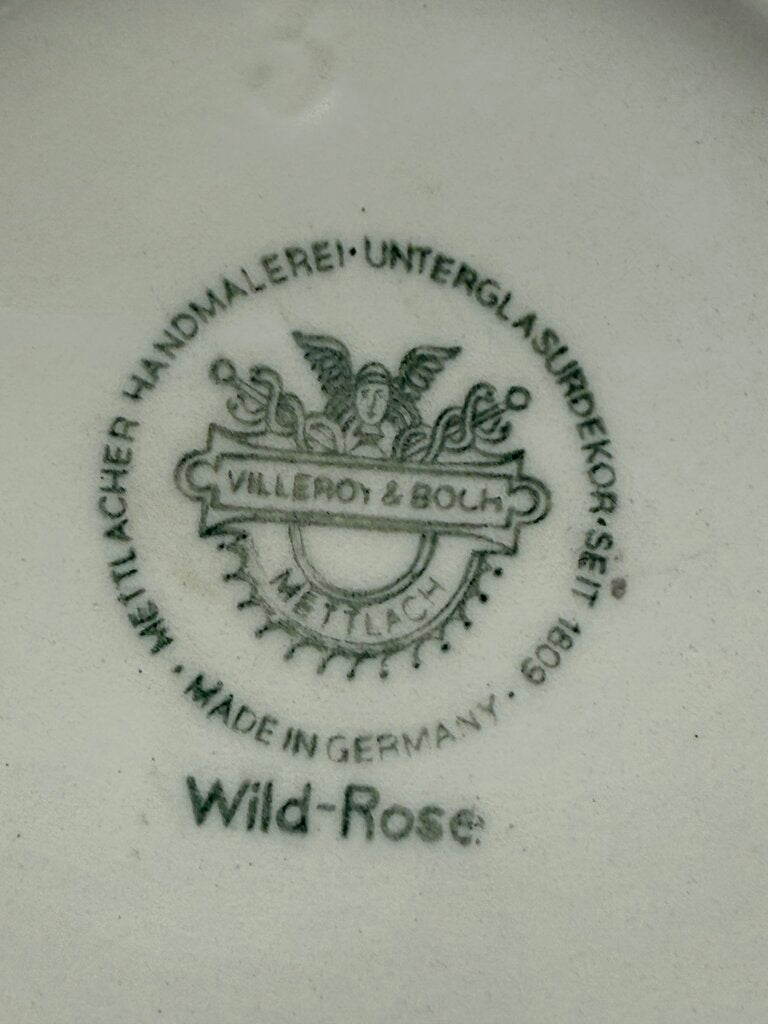 METTLACHER HANDMALEREI · UNTERGLASURDEKOR · SEIT 1809 · MADE IN GERMANY ·
VILLEROY & BOCH
METTLACH
Wild-Rose